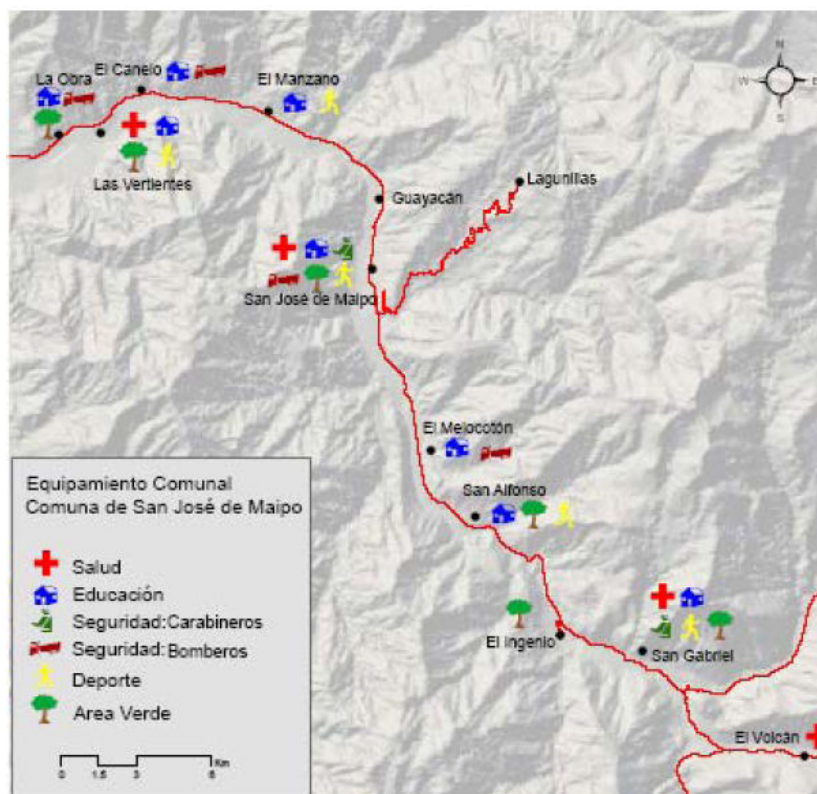 La Obra
El Canelo
El Manzano
N
W
E
S
Las Vertientes
Lagunillas
Guayacán
San José de Maipo
El Melocotón
San Alfonso
El Ingenio
San Gabriel
El Volcán
Equipamiento Comunal
Comuna de San José de Maipo
Salud
Educación
Seguridad:Carabineros
Seguridad:Bomberos
Deporte
Area Verde
Km
0 1.5 3 6